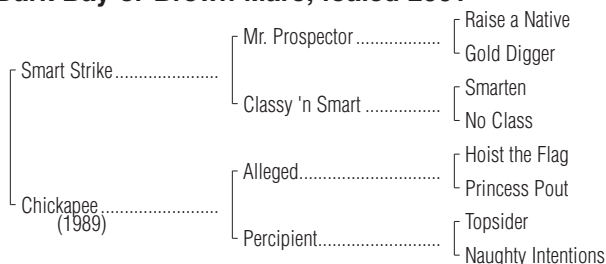 Dark Bay or Brown Mare; foaled 2001
Raise a Native
Mr. Prospector
Gold Digger
Smart Strike
Smarten
Classy 'n Smart
No Class
Hoist the Flag
Alleged
Princess Pout
Chickapee
(1989)
Topsider
Percipient
Naughty Intentions